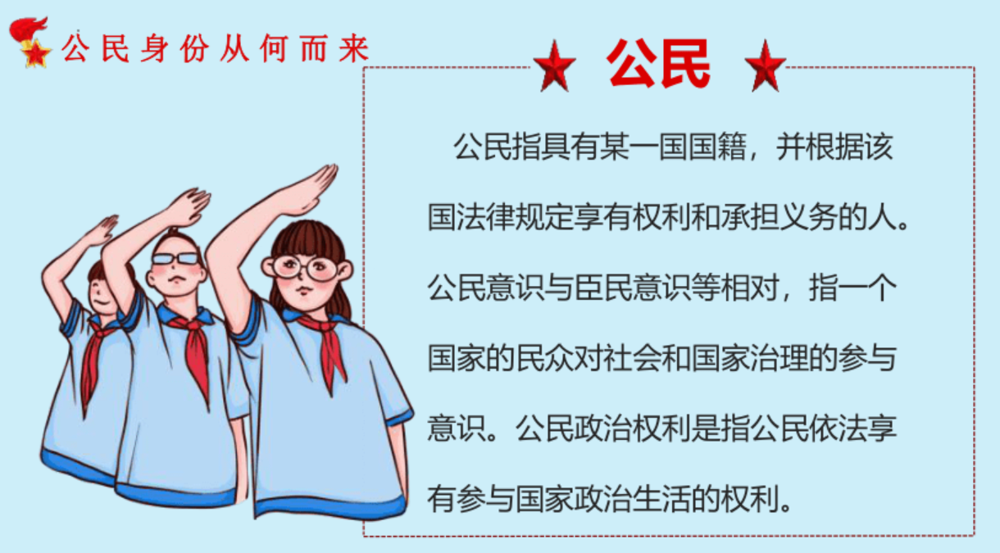 公民身份从何而来
公民
公民指具有某一国国籍，并根据该
国法律规定享有权利和承担义务的人。
公民意识与臣民意识等相对，指一个
国家的民众对社会和国家治理的参与
意识。公民政治权利是指公民依法享
有参与国家政治生活的权利。